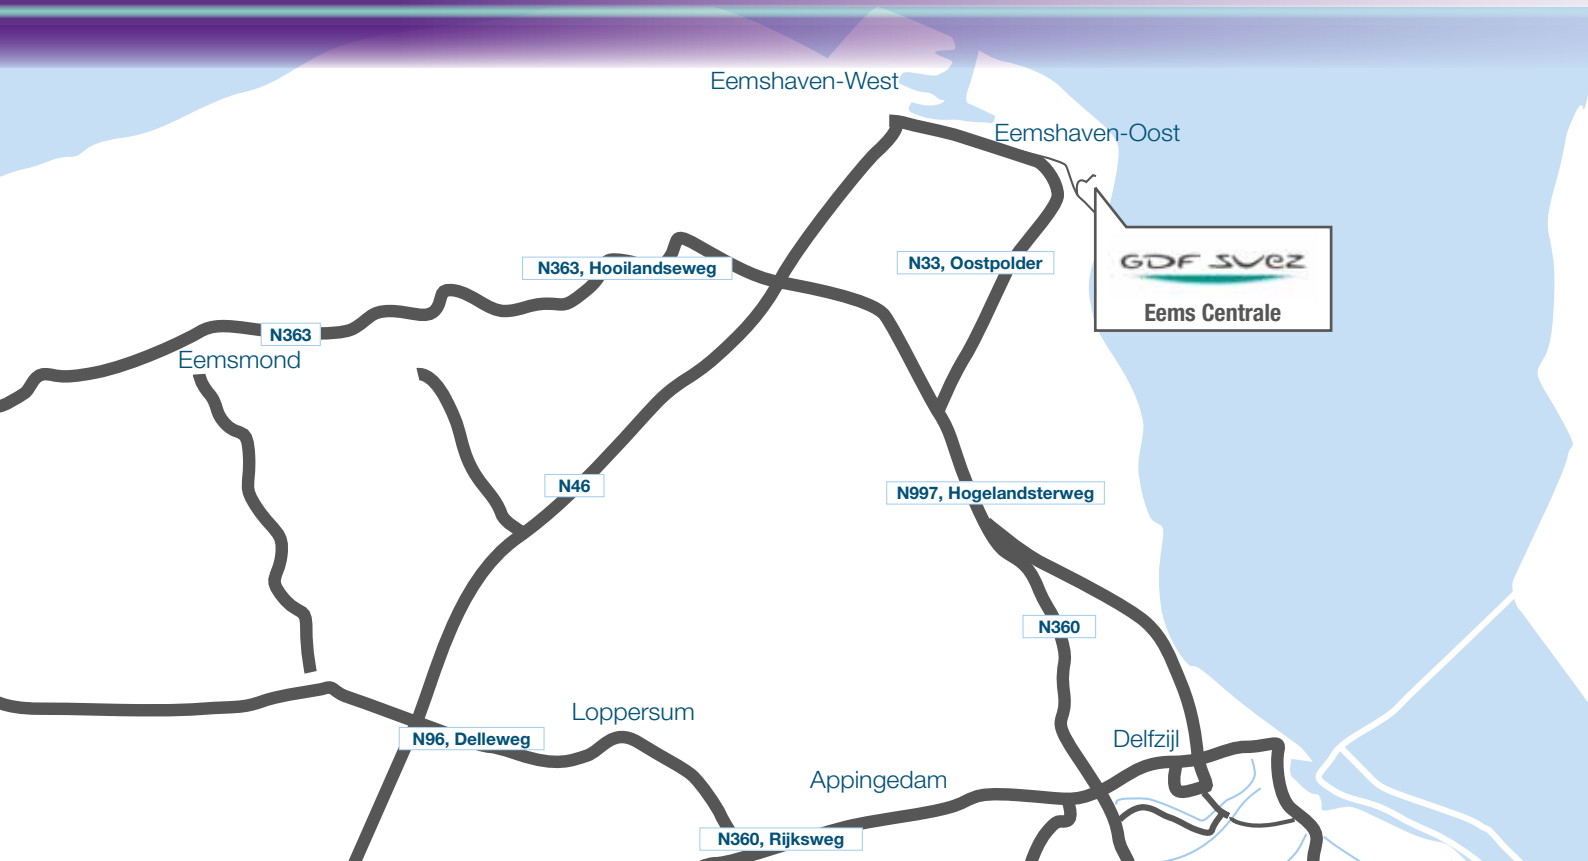 Eemshaven-West
Eemshaven-Oost
N363, Hooilandseweg
N33, Oostpolder
GDF SUEZ
Eems Centrale
N363
Eemsmond
N46
N997, Hogelandsterweg
N360
Loppersum
N96, Delleweg
Delfzijl
Appingedam
N360, Rijksweg